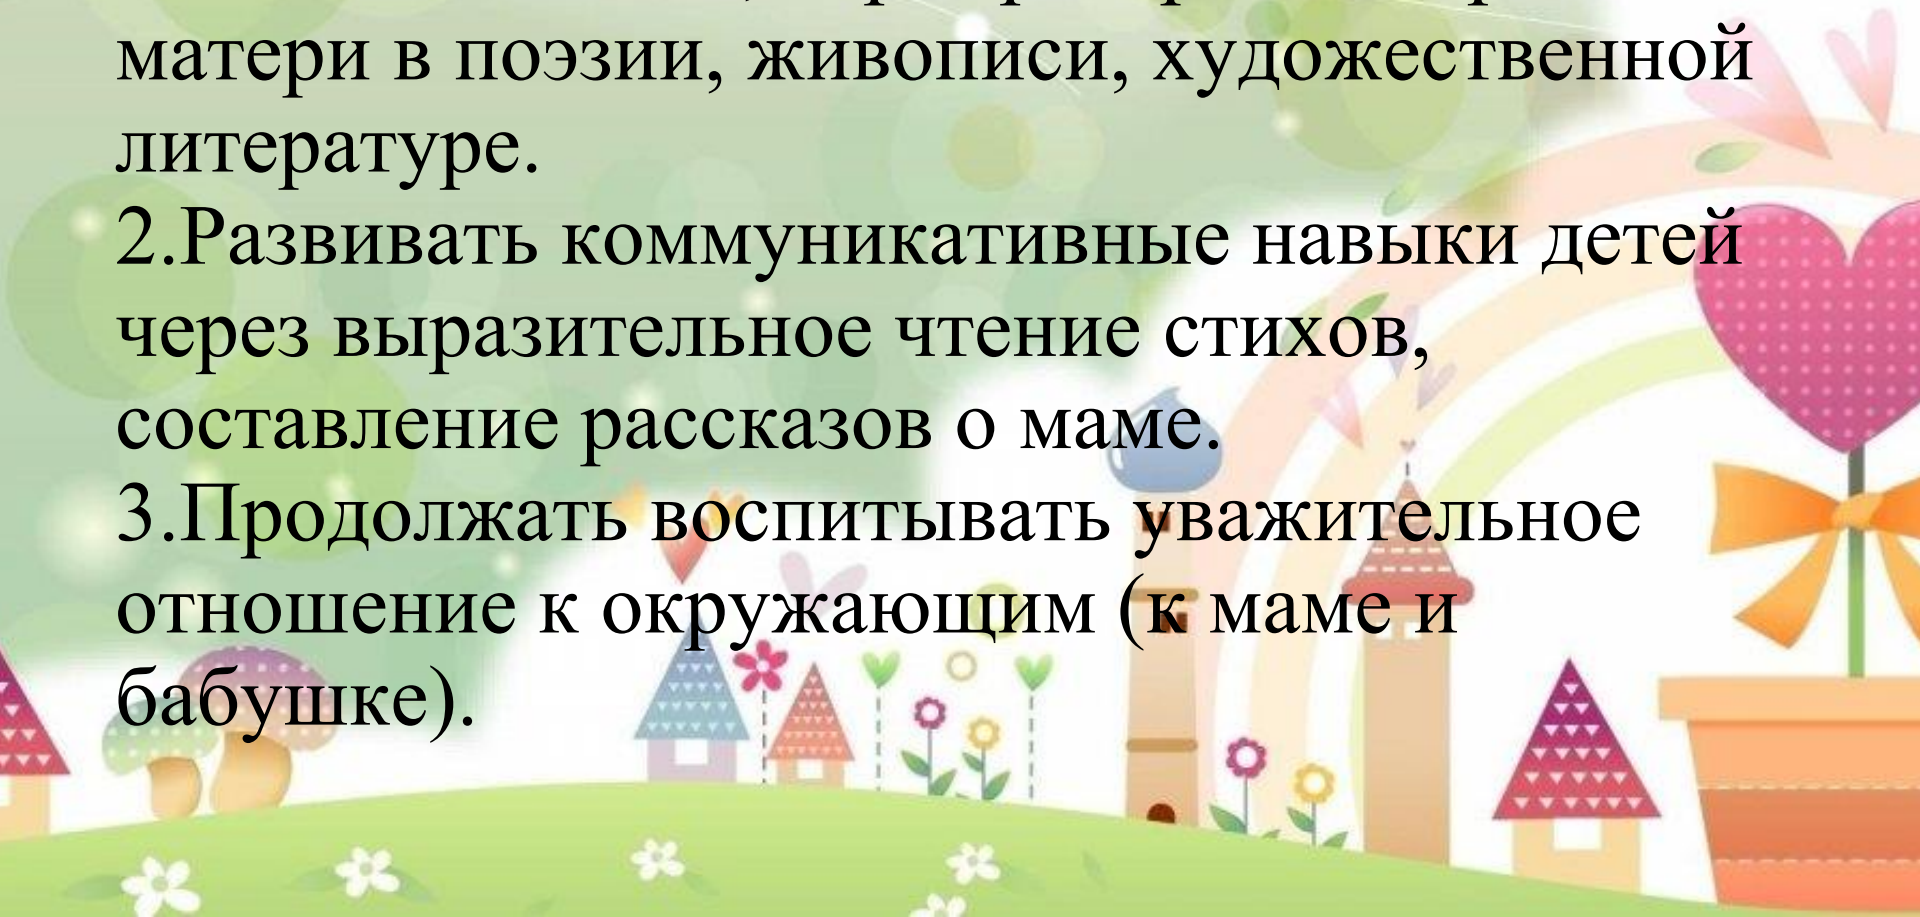 матери в поэзии, живописи, художественной
литературе.
2.Развивать коммуникативные навыки детей
через выразительное чтение стихов,
составление рассказов о маме.
3.Продолжать воспитывать уважительное
отношение к окружающим (к маме и
бабушке).